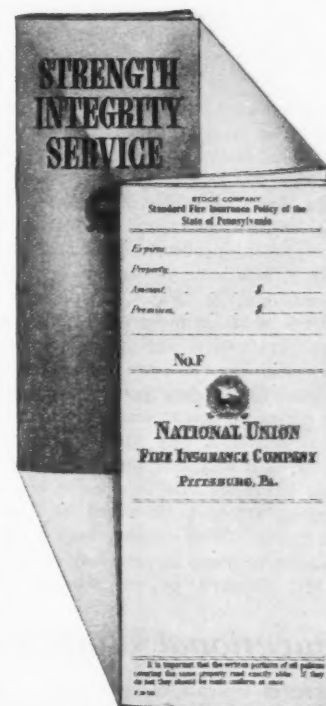 STRENGTH
INTEGRITY
SERVICE
STOCK COMPANY
Standard Fire Insurance Policy of the
State of Pennsylvania
Expires
Property
Amount $
Premium, $
No.F
NATIONAL UNION
FIRE INSURANCE COMPANY
PITTSBURG, PA.
It is important that the written portions of all policies
covering the same property read exactly alike. If they
do not they should be made uniform at once.